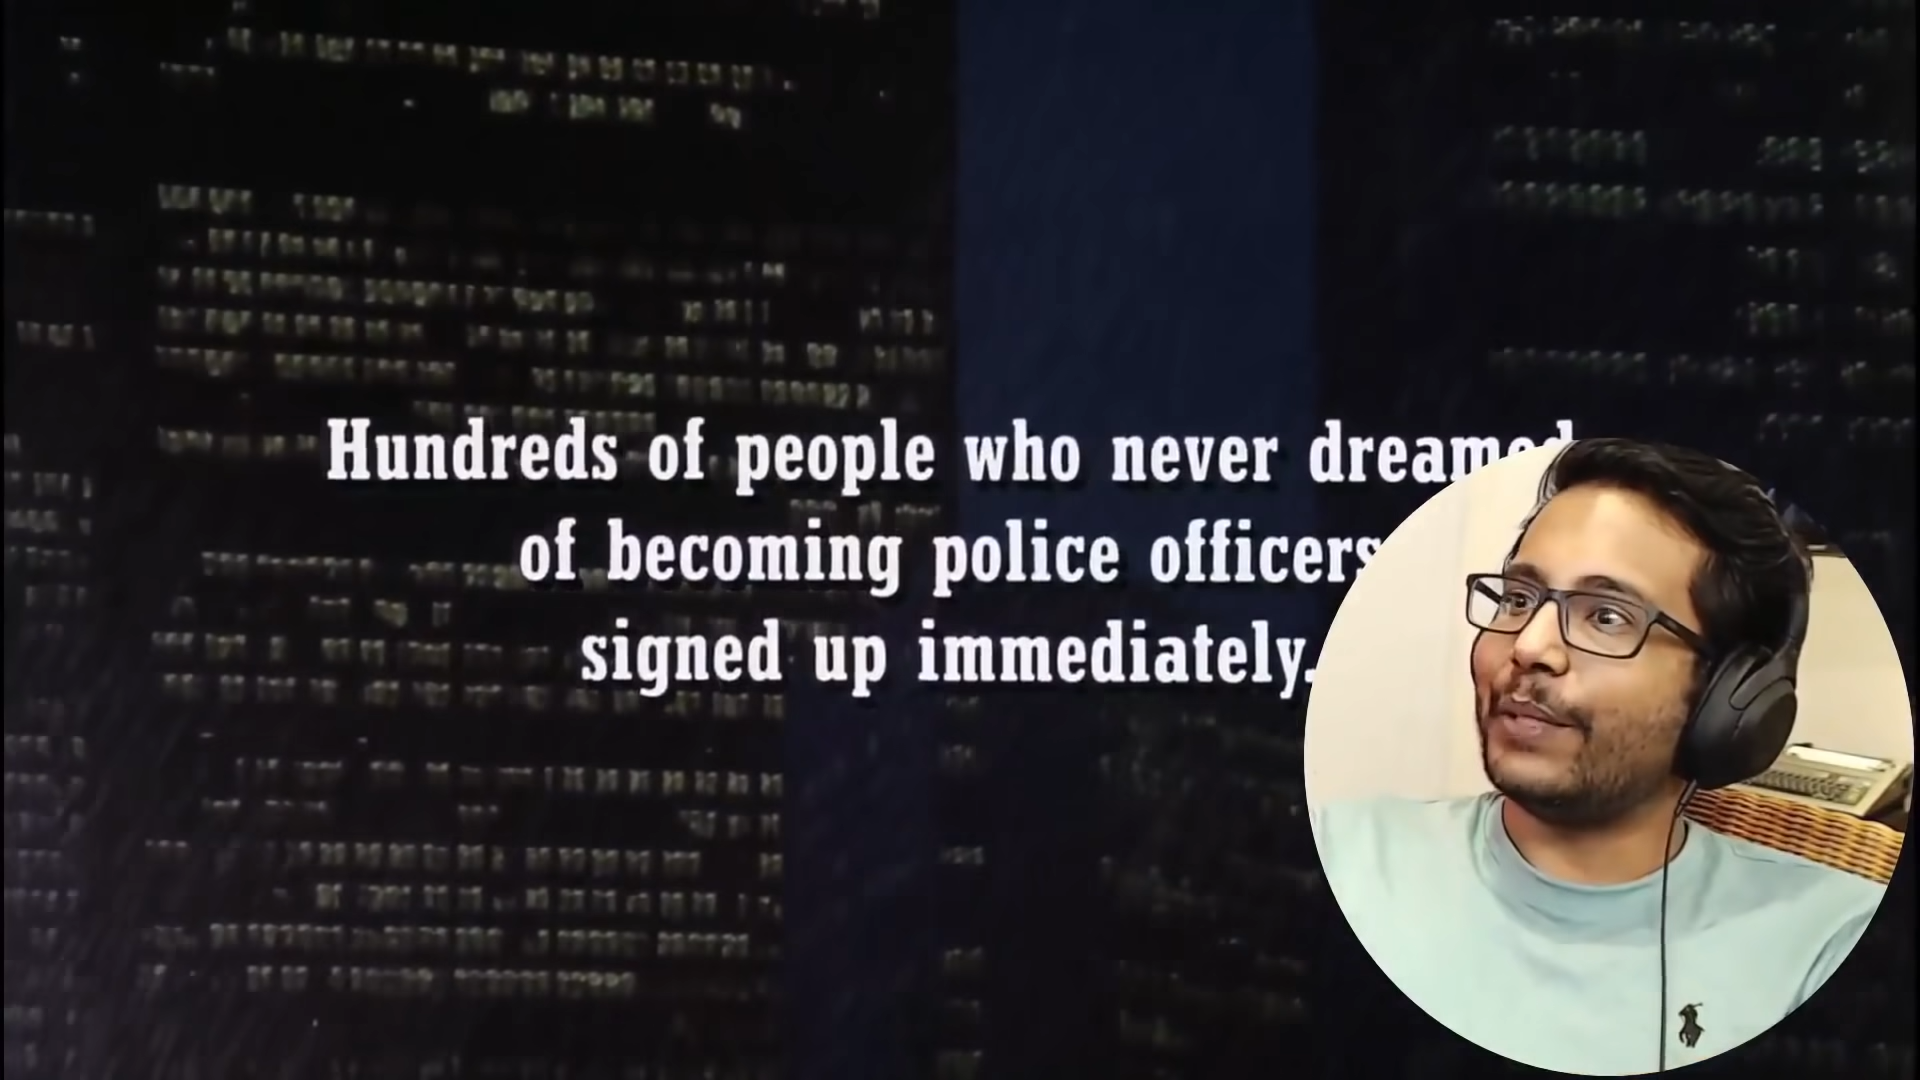 Hundreds of people who never dreamed
of becoming police officers
signed up immediately.